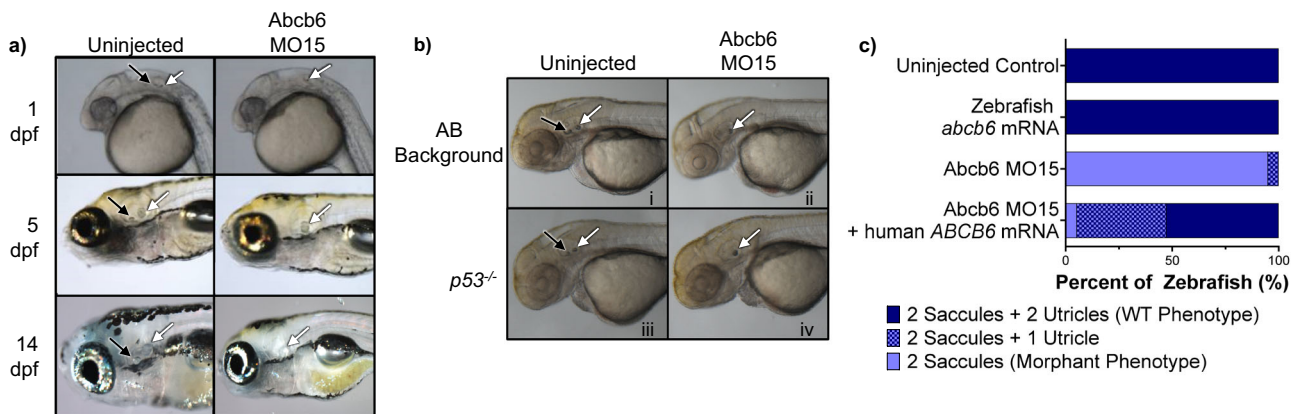 a)
Uninjected
Abcb6
MO15
1
dpf
5
dpf
14
dpf
b)
Uninjected
Abcb6
MO15
AB
Background
i
ii
p53-/-
iii
iv
c)
Uninjected Control
Zebrafish
abcb6 mRNA
Abcb6 MO15
Abcb6 MO15
+ human ABCB6 mRNA
0
50
100
Percent of Zebrafish (%)
2 Saccules + 2 Utricles (WT Phenotype)
2 Saccules + 1 Utricle
2 Saccules (Morphant Phenotype)